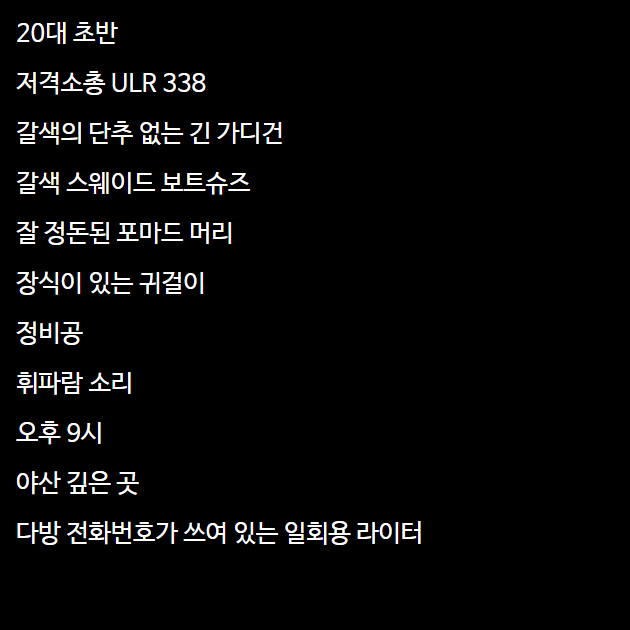 20대 초반
저격소총 ULR 338
갈색의 단추 없는 긴 가디건
갈색 스웨이드 보트슈즈
잘 정돈된 포마드 머리
장식이 있는 귀걸이
정비공
휘파람 소리
오후 9시
야산 깊은 곳
다방 전화번호가 쓰여 있는 일회용 라이터